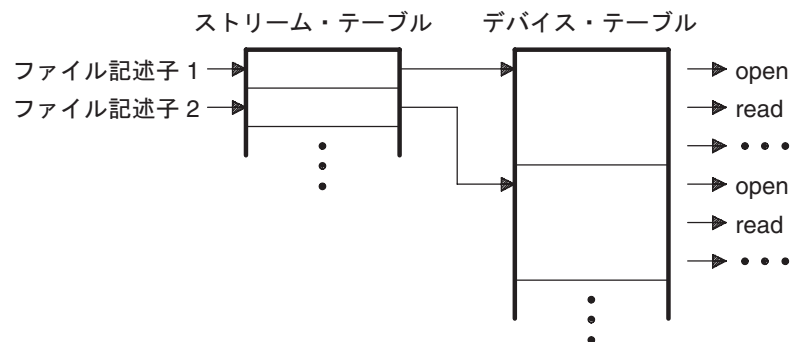 ストリーム・テーブル
デバイス・テーブル
ファイル記述子 1
ファイル記述子 2
open
read
• • •
open
read
• • •